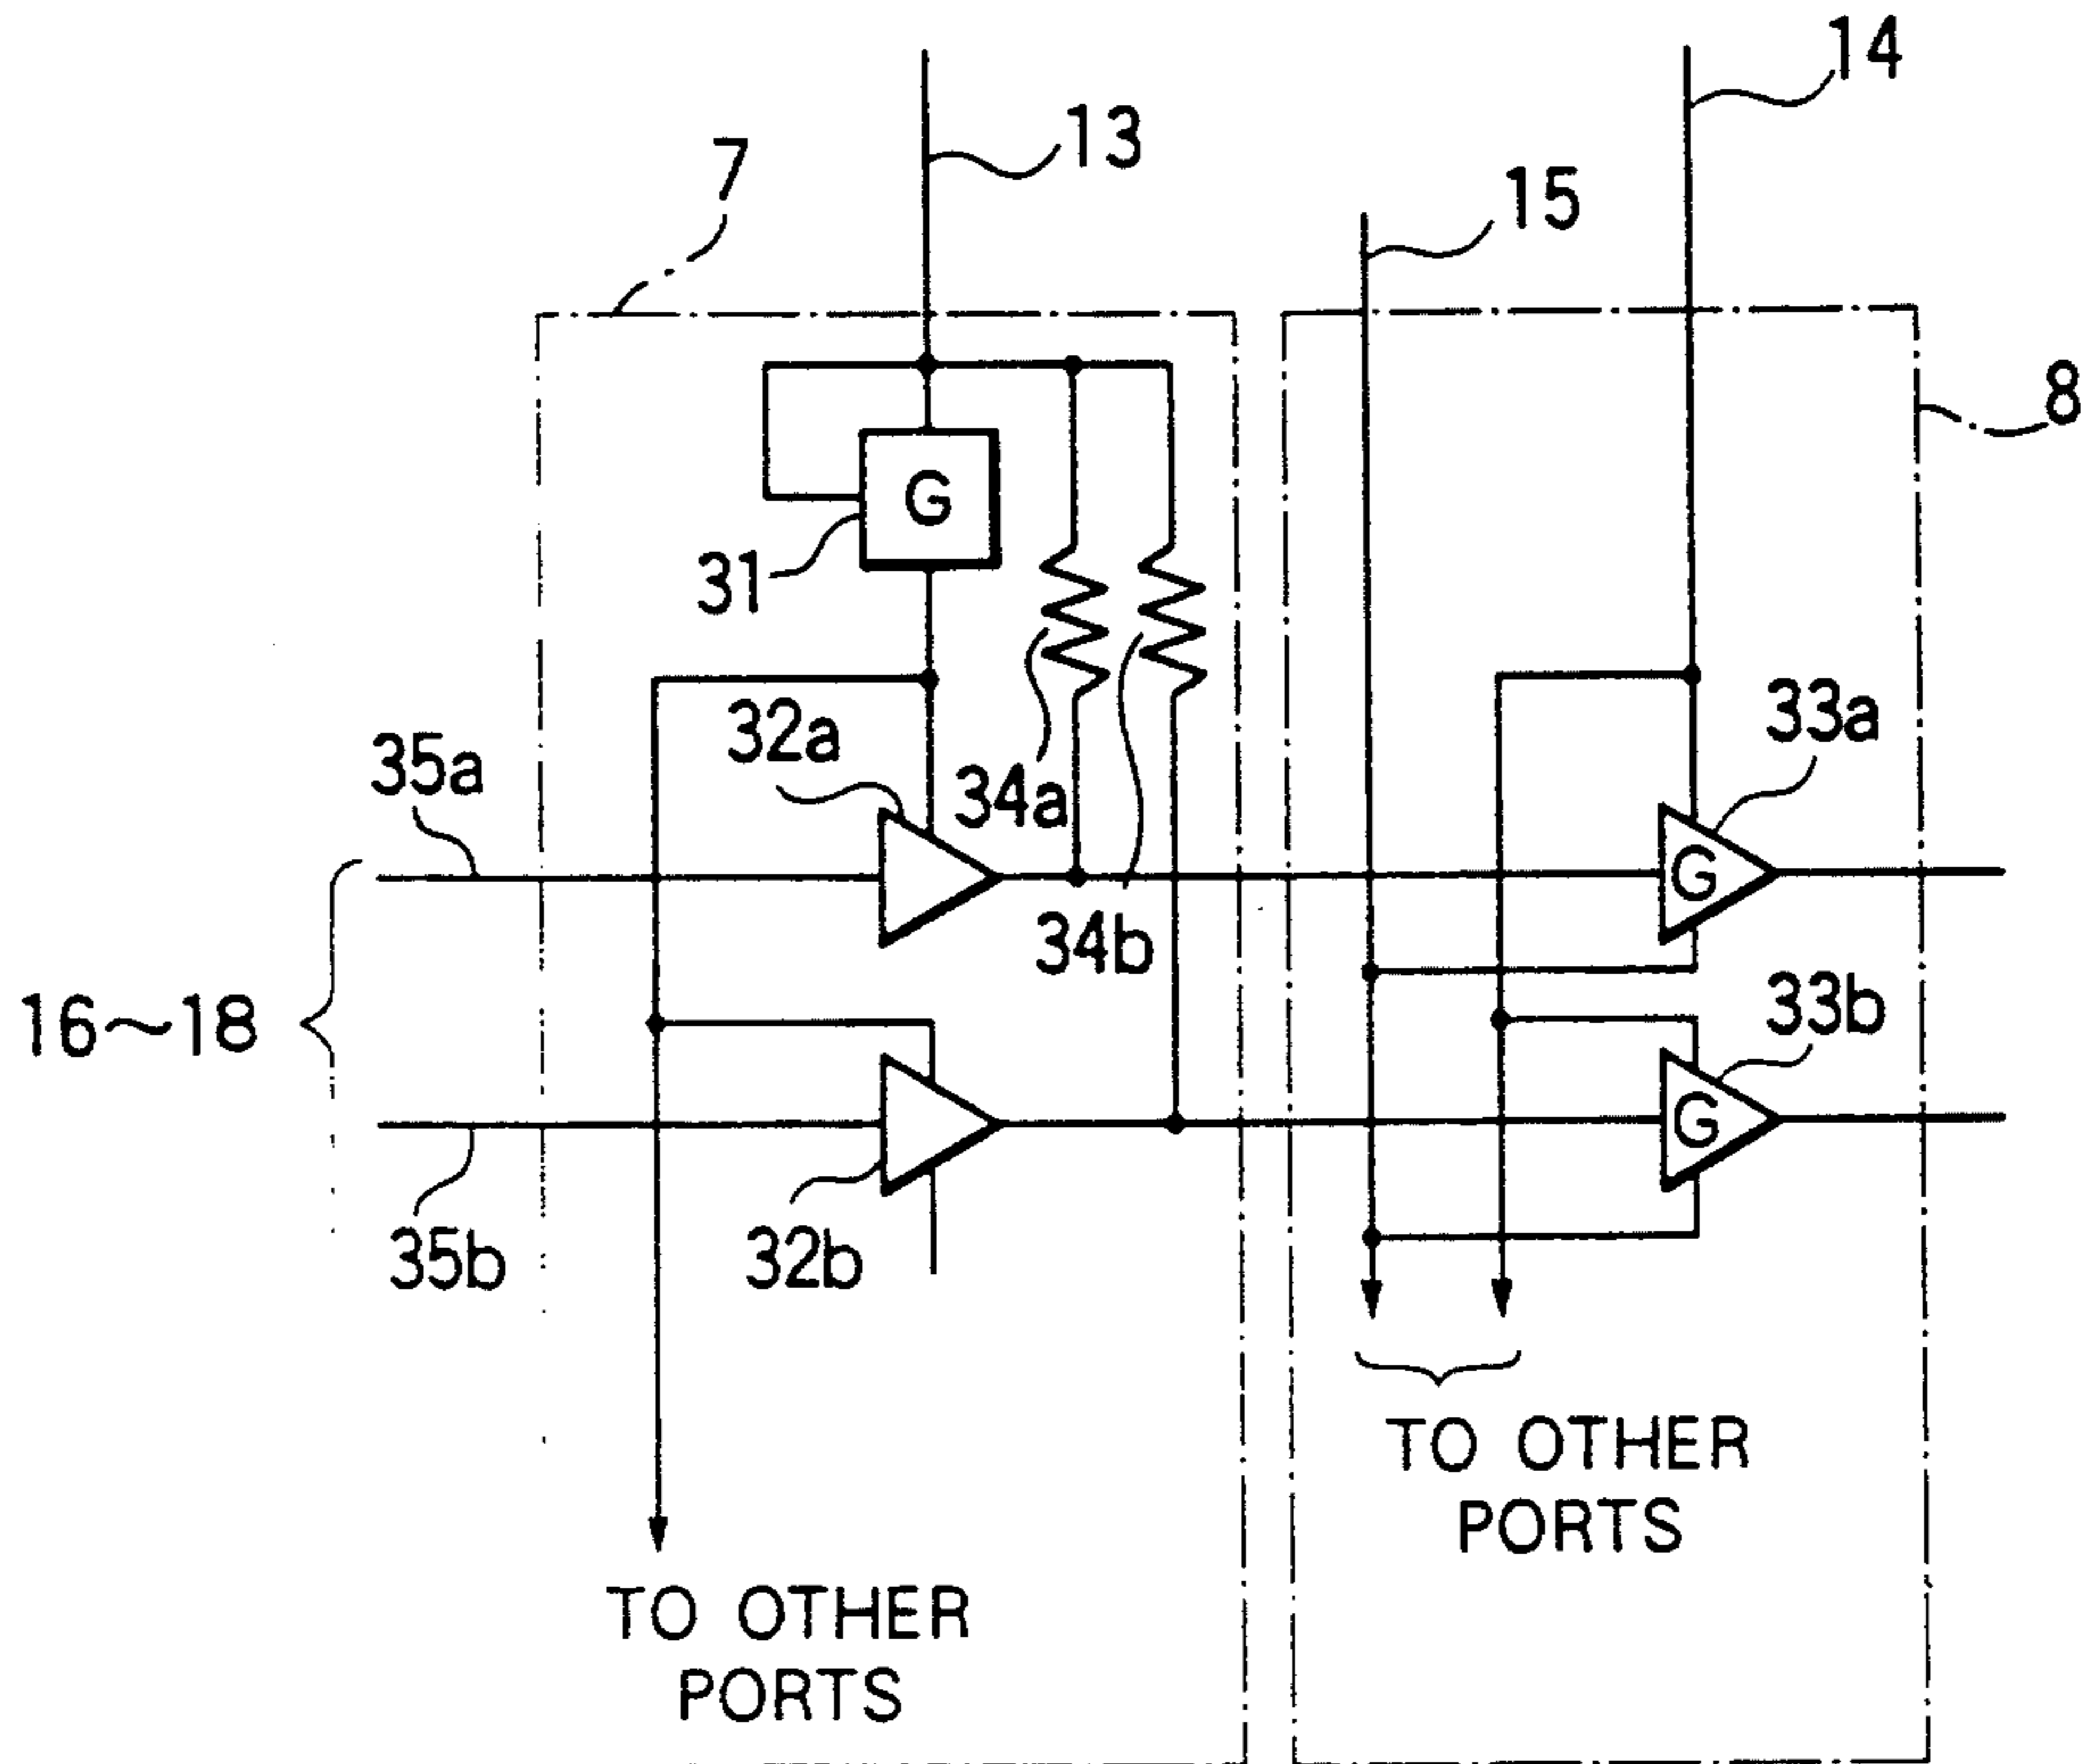 14
13
7
15
8
G
31
33a
32a
35a
34a
G
34b
16~18
33b
G
35b
32b
TO OTHER
PORTS
TO OTHER
PORTS